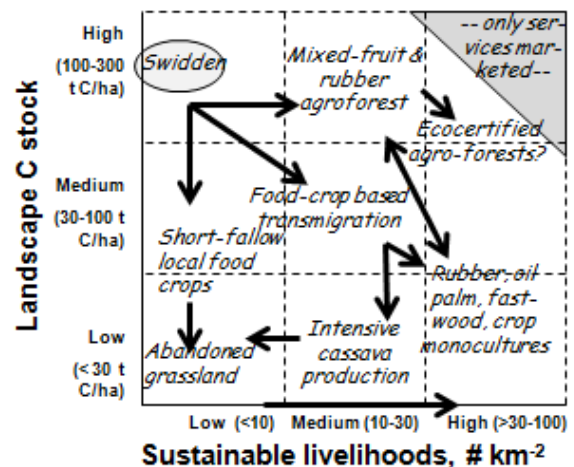 High
(100-300
t C/ha)
Medium
(30-100 t
C/ha)
Low
(< 30 t
C/ha)
Landscape C stock
Swidden
Mixed-fruit &
rubber
agroforest
-- only ser-
vices mar-
keted--
Ecocertified
agro-forests?
Food-crop based
transmigration
Short-fallow
local food
crops
Rubber, oil
palm, fast-
wood, crop
monocultures
Abandoned
grassland
Intensive
cassava
production
Low (<10) Medium (10-30) High (>30-100)
Sustainable livelihoods, # km-2